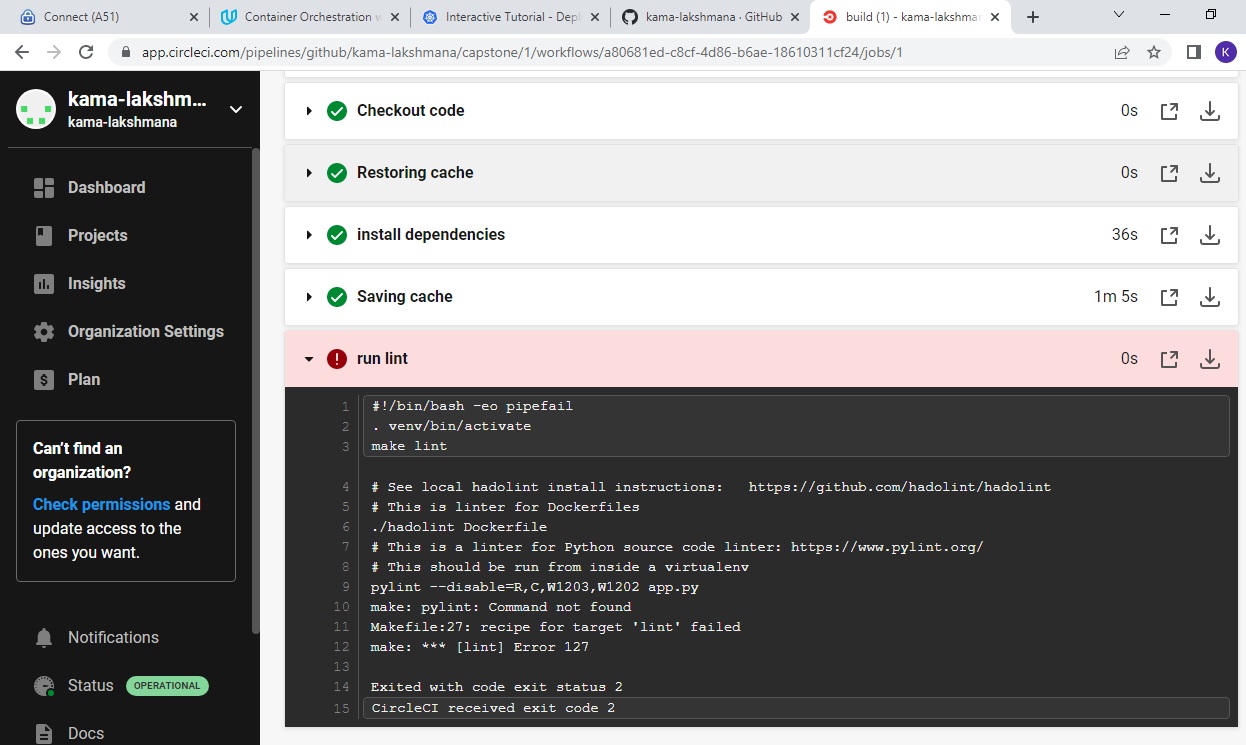 Connect (A51)
Container Orchestration w
Interactive Tutorial - Depl
kama-lakshmana · GitHub
build (1) - kama-lakshmar
app.circleci.com/pipelines/github/kama-lakshmana/capstone/1/workflows/a80681ed-c8cf-4d86-b6ae-18610311cf24/jobs/1
K
kama-lakshm...
kama-lakshmana
Dashboard
Projects
Insights
Organization Settings
Plan
Can't find an
organization?
Check permissions and
update access to the
ones you want.
Notifications
Status OPERATIONAL
Docs
Checkout code 0s
Restoring cache 0s
install dependencies 36s
Saving cache 1m 5s
run lint 0s
1 #!/bin/bash -eo pipefail
2 . venv/bin/activate
3 make lint
4 # See local hadolint install instructions:   https://github.com/hadolint/hadolint
5 # This is linter for Dockerfiles
6 ./hadolint Dockerfile
7 # This is a linter for Python source code linter: https://www.pylint.org/
8 # This should be run from inside a virtualenv
9 pylint --disable=R,C,W1203,W1202 app.py
10 make: pylint: Command not found
11 Makefile:27: recipe for target 'lint' failed
12 make: *** [lint] Error 127
13
14 Exited with code exit status 2
15 CircleCI received exit code 2